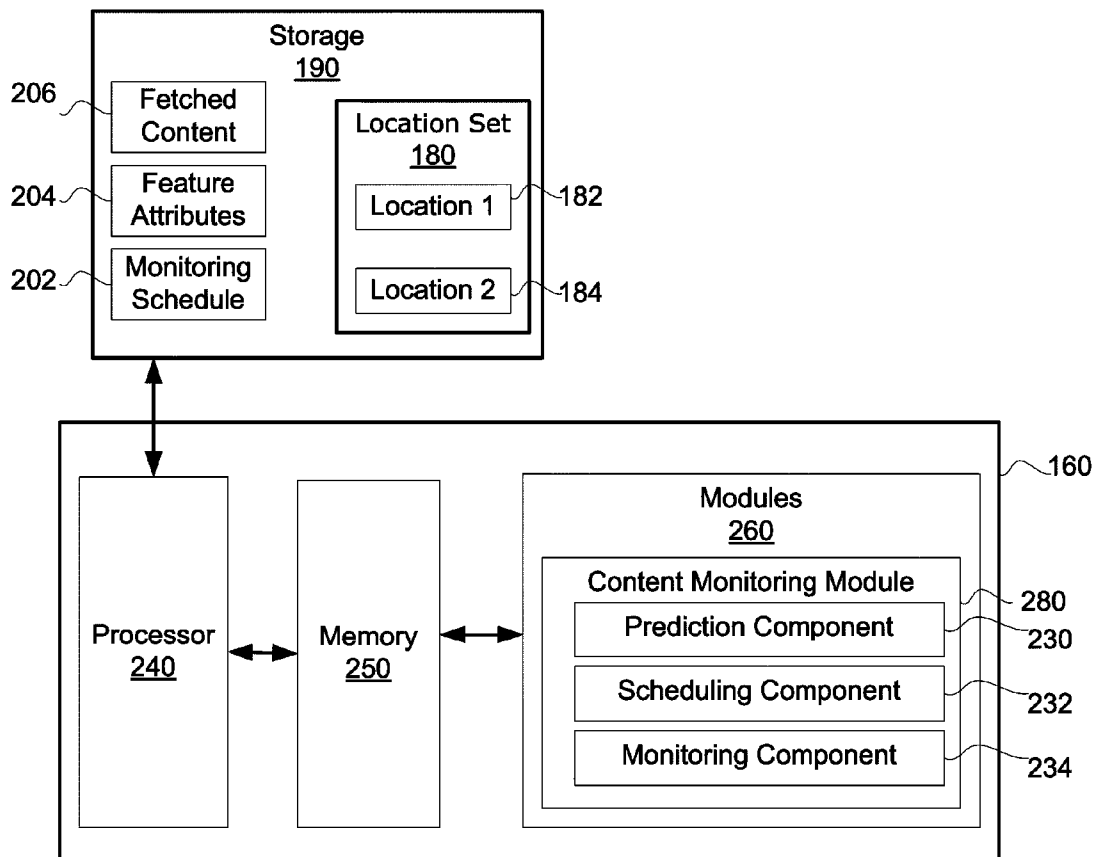 Storage
190
206
Fetched
Content
Location Set
180
204
Feature
Attributes
Location 1
182
202
Monitoring
Schedule
Location 2
184
160
Modules
260
Content Monitoring Module
280
Prediction Component
230
Processor
240
Memory
250
Scheduling Component
232
Monitoring Component
234